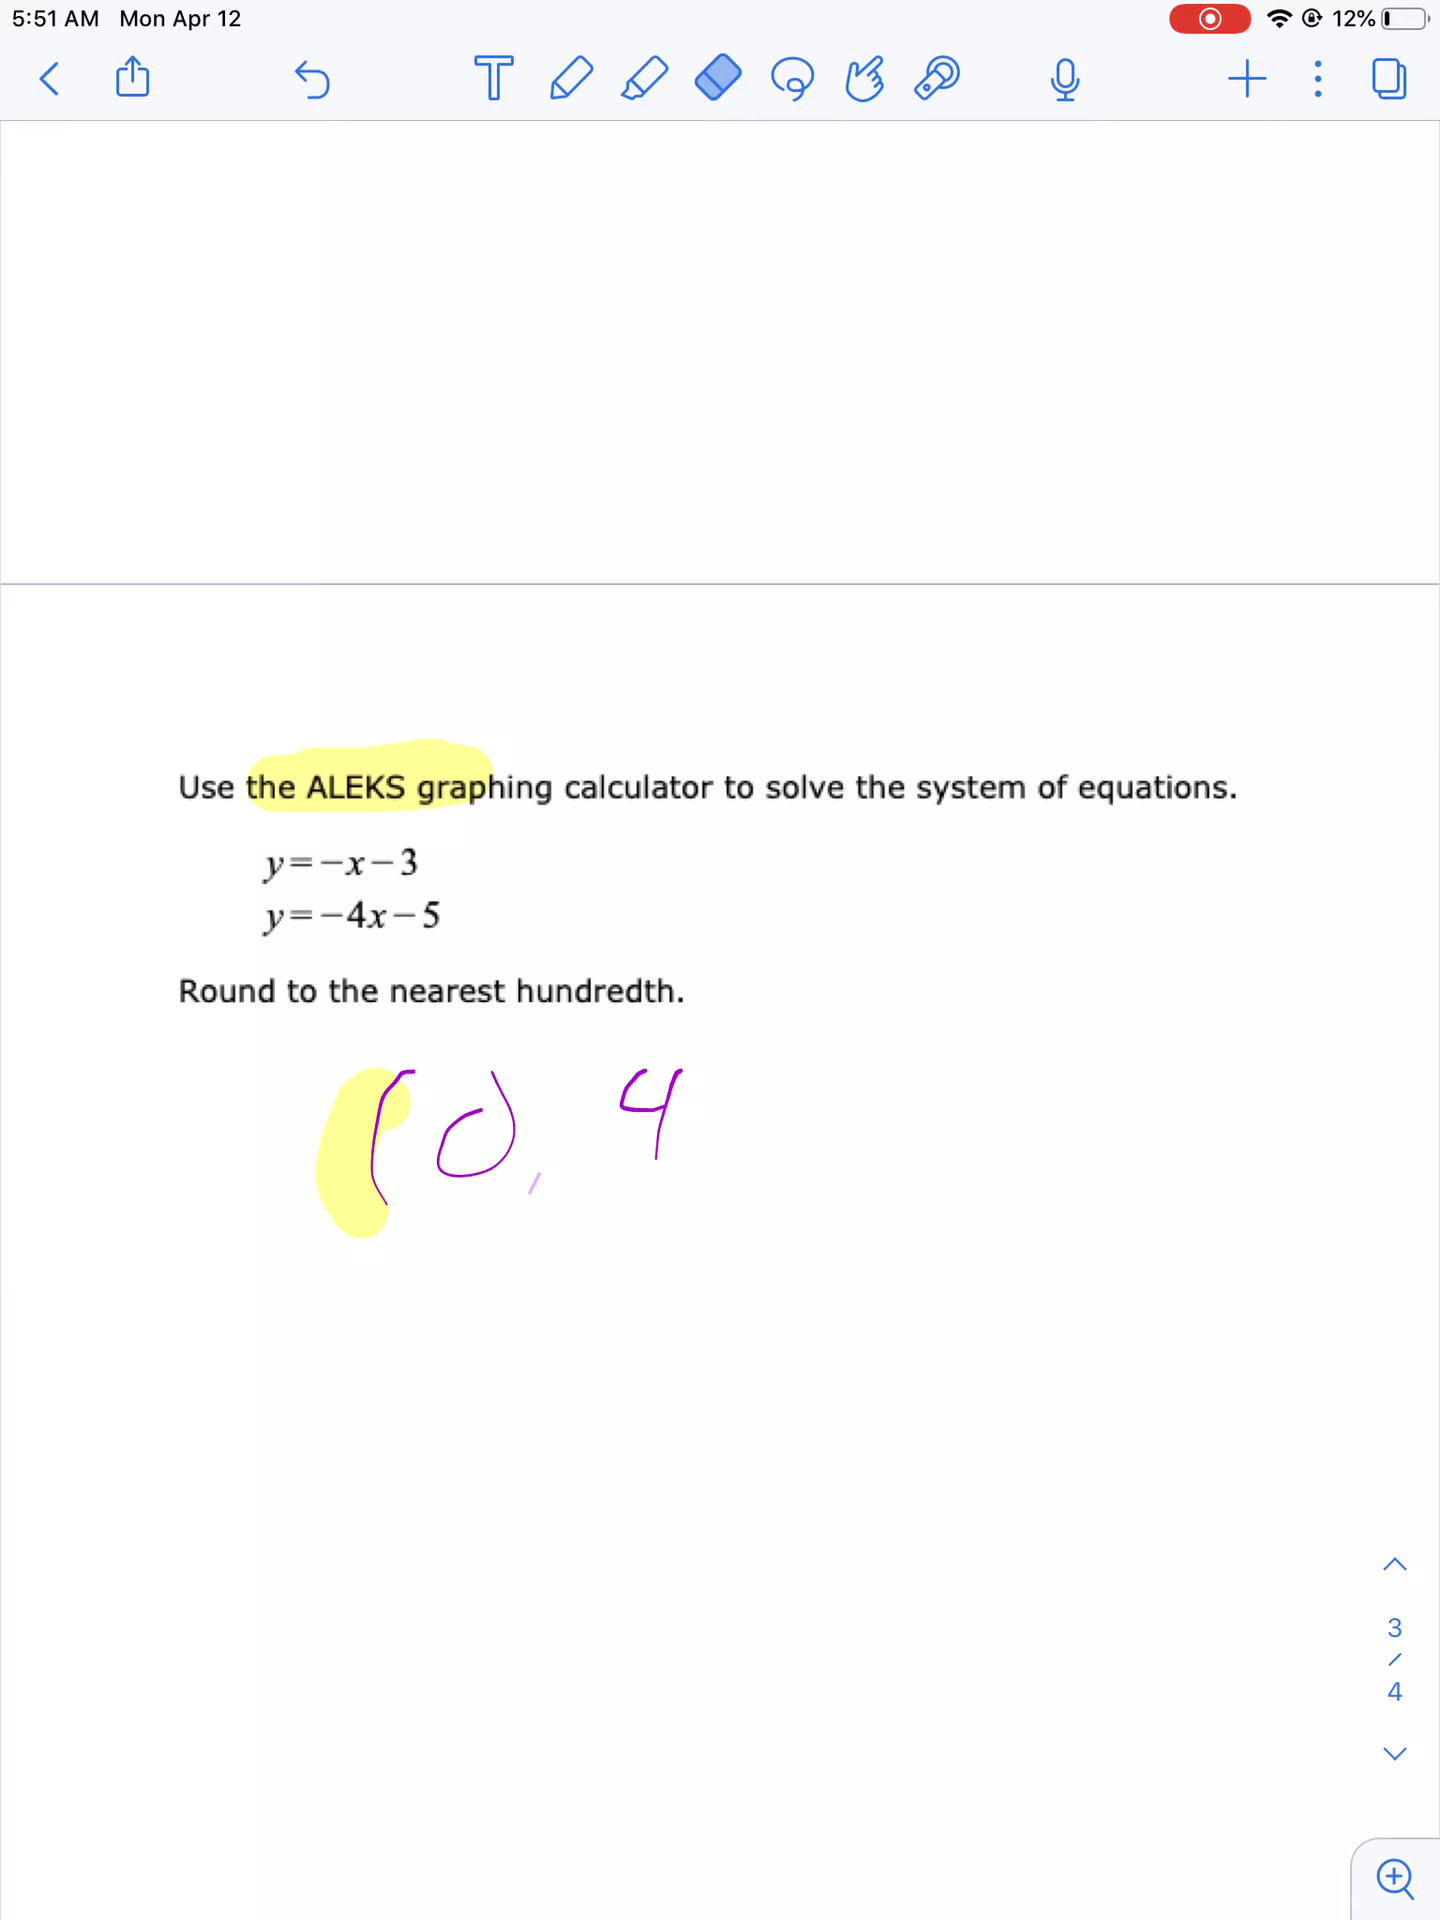 5:51 AM Mon Apr 12 12%
Use the ALEKS graphing calculator to solve the system of equations.
y=−x−3
y=−4x−5
Round to the nearest hundredth.
(0, 4
3
/
4